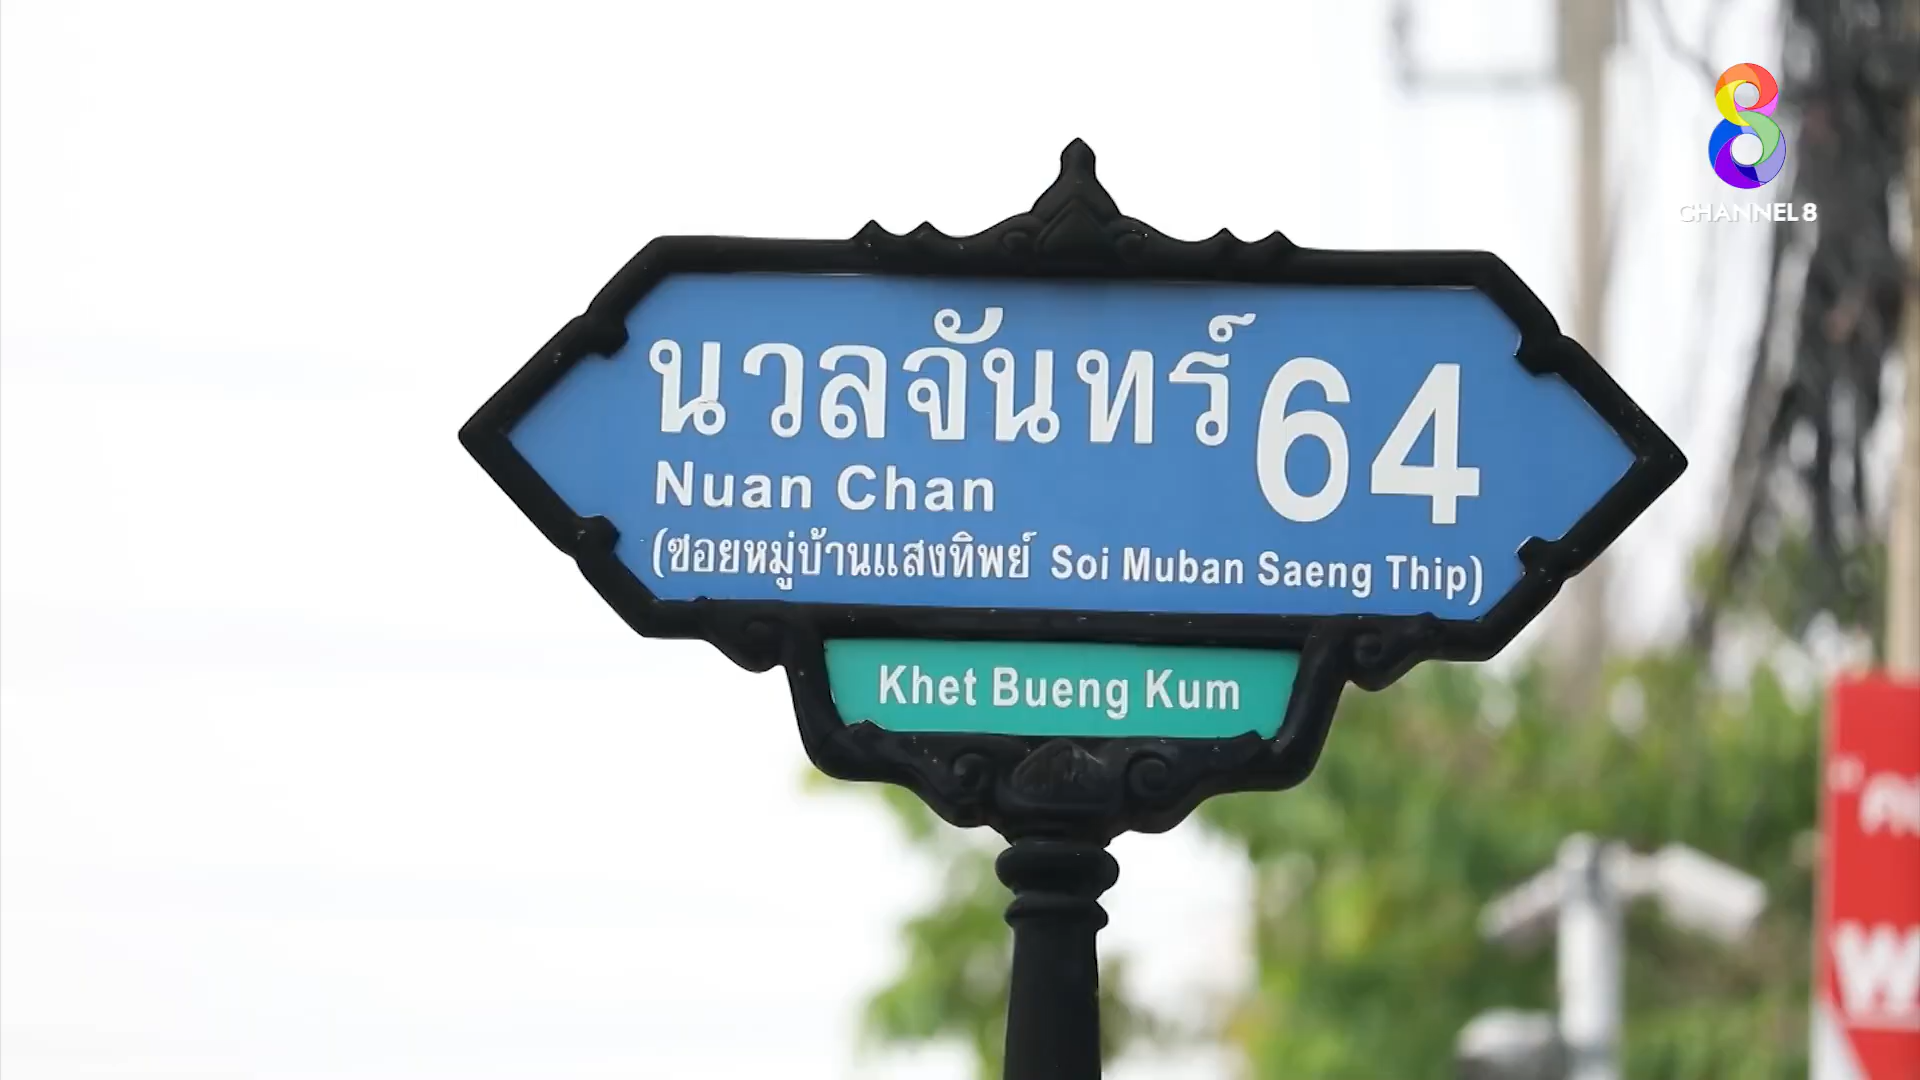 CHANNEL 8
นวลจันทร์ 64
Nuan Chan
(ซอยหมู่บ้านแสงทิพย์ Soi Muban Saeng Thip)
Khet Bueng Kum